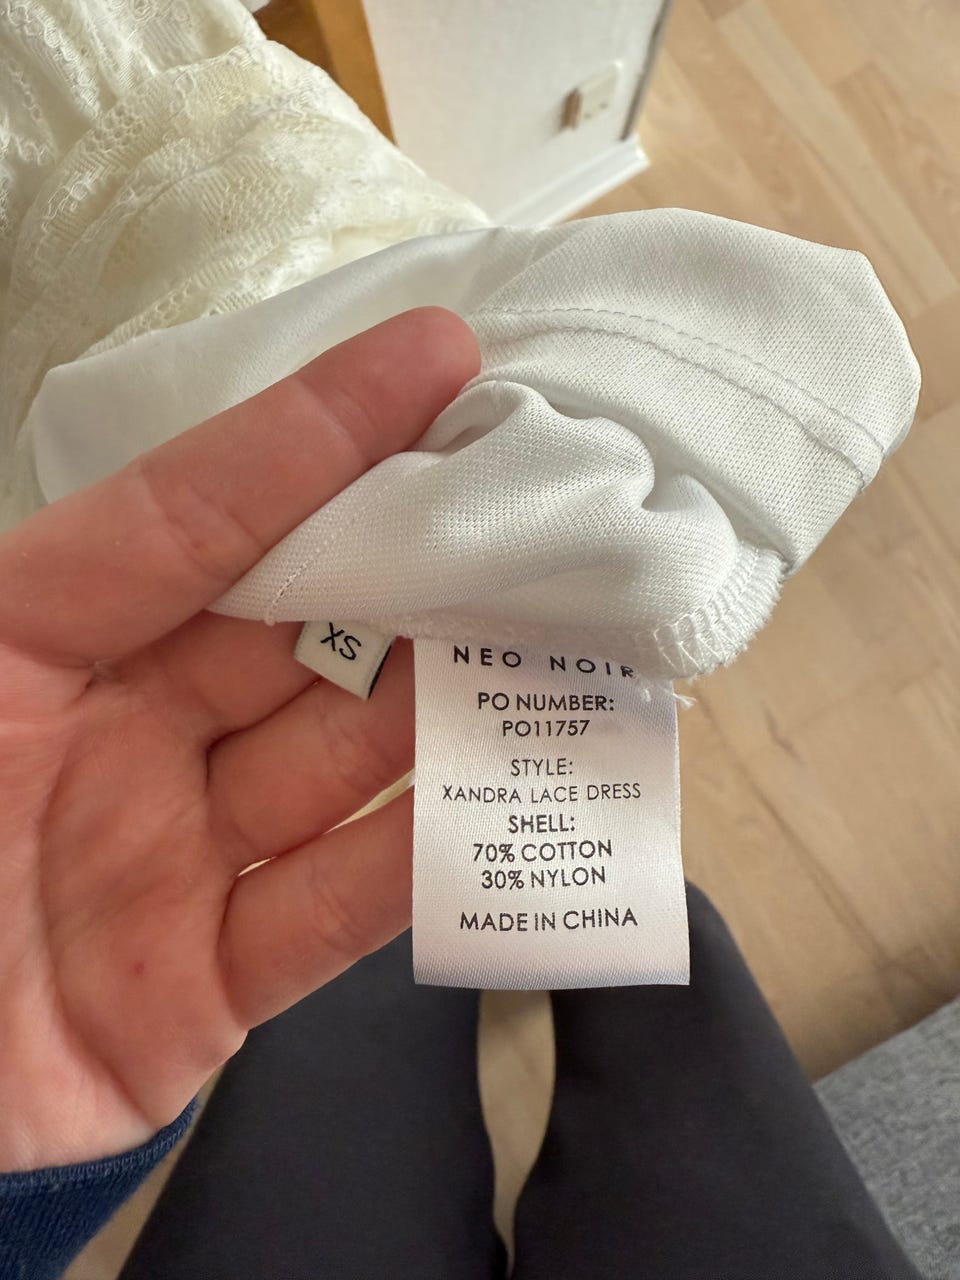 XS
NEO NOIR
PO NUMBER:
PO11757
STYLE:
XANDRA LACE DRESS
SHELL:
70% COTTON
30% NYLON
MADE IN CHINA